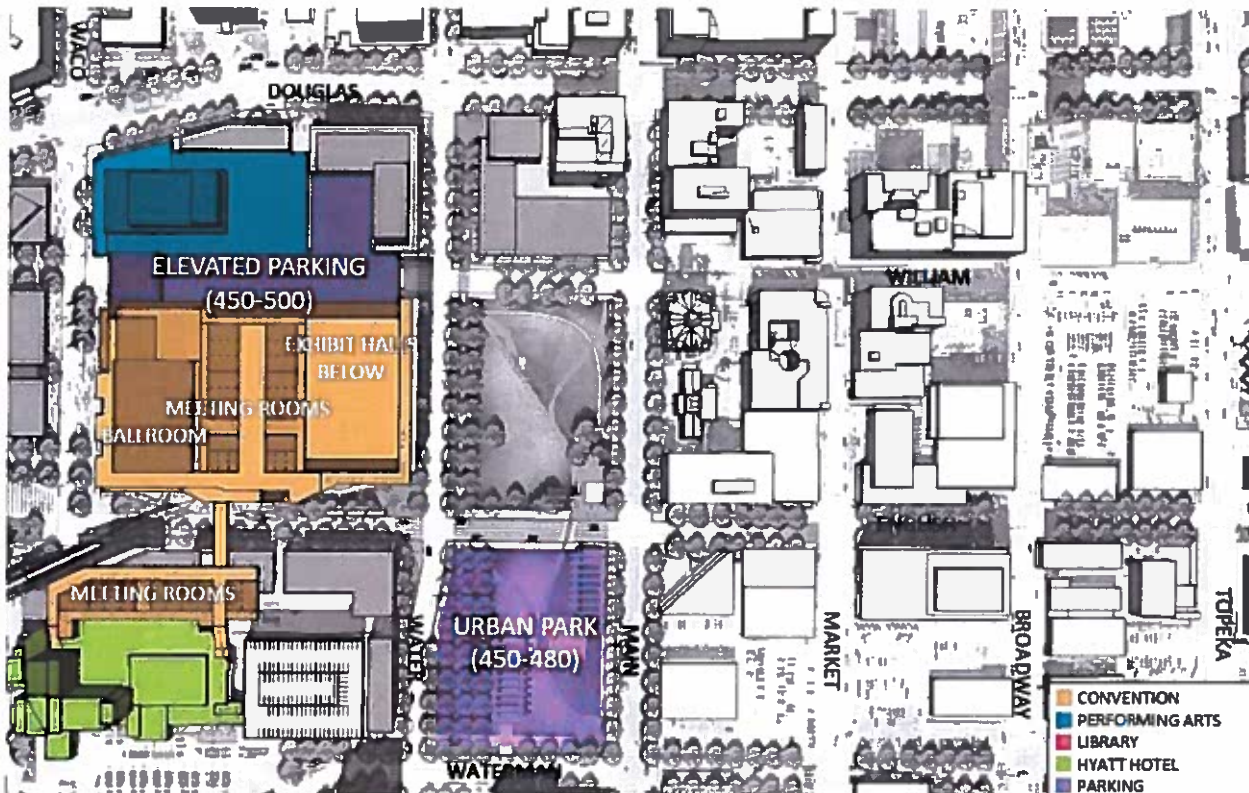 WACO
DOUGLAS
ELEVATED PARKING
(450-500)
WILLIAM
EXHIBIT HALLS
BELOW
MEETING ROOMS
BALLROOM
MEETING ROOMS
WATER
URBAN PARK
(450-480)
MAIN
MARKET
BROADWAY
TOPEKA
WATERMAN
CONVENTION
PERFORMING ARTS
LIBRARY
HYATT HOTEL
PARKING